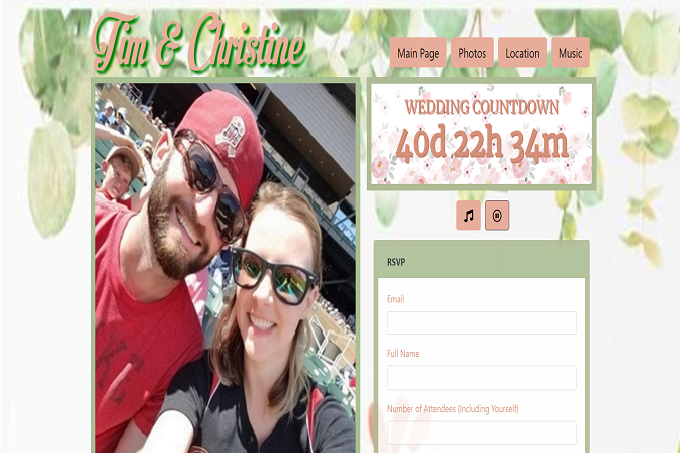 Tim & Christine
Main Page
Photos
Location
Music
WEDDING COUNTDOWN
40d 22h 34m
RSVP
Email
Full Name
Number of Attendees (Including Yourself)